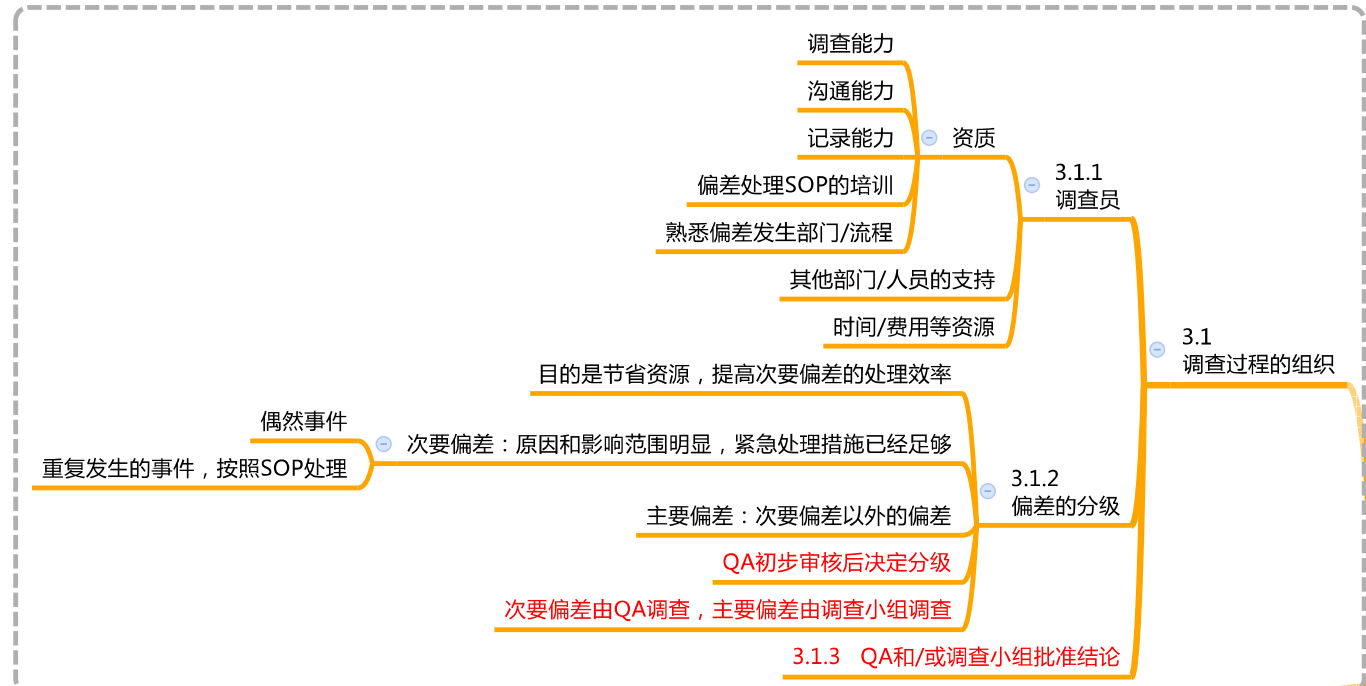 调查能力
沟通能力
记录能力
资质
偏差处理SOP的培训
熟悉偏差发生部门/流程
3.1.1
调查员
其他部门/人员的支持
时间/费用等资源
3.1
调查过程的组织
目的是节省资源，提高次要偏差的处理效率
偶然事件
重复发生的事件，按照SOP处理
次要偏差：原因和影响范围明显，紧急处理措施已经足够
3.1.2
偏差的分级
主要偏差：次要偏差以外的偏差
QA初步审核后决定分级
次要偏差由QA调查，主要偏差由调查小组调查
3.1.3 QA和/或调查小组批准结论